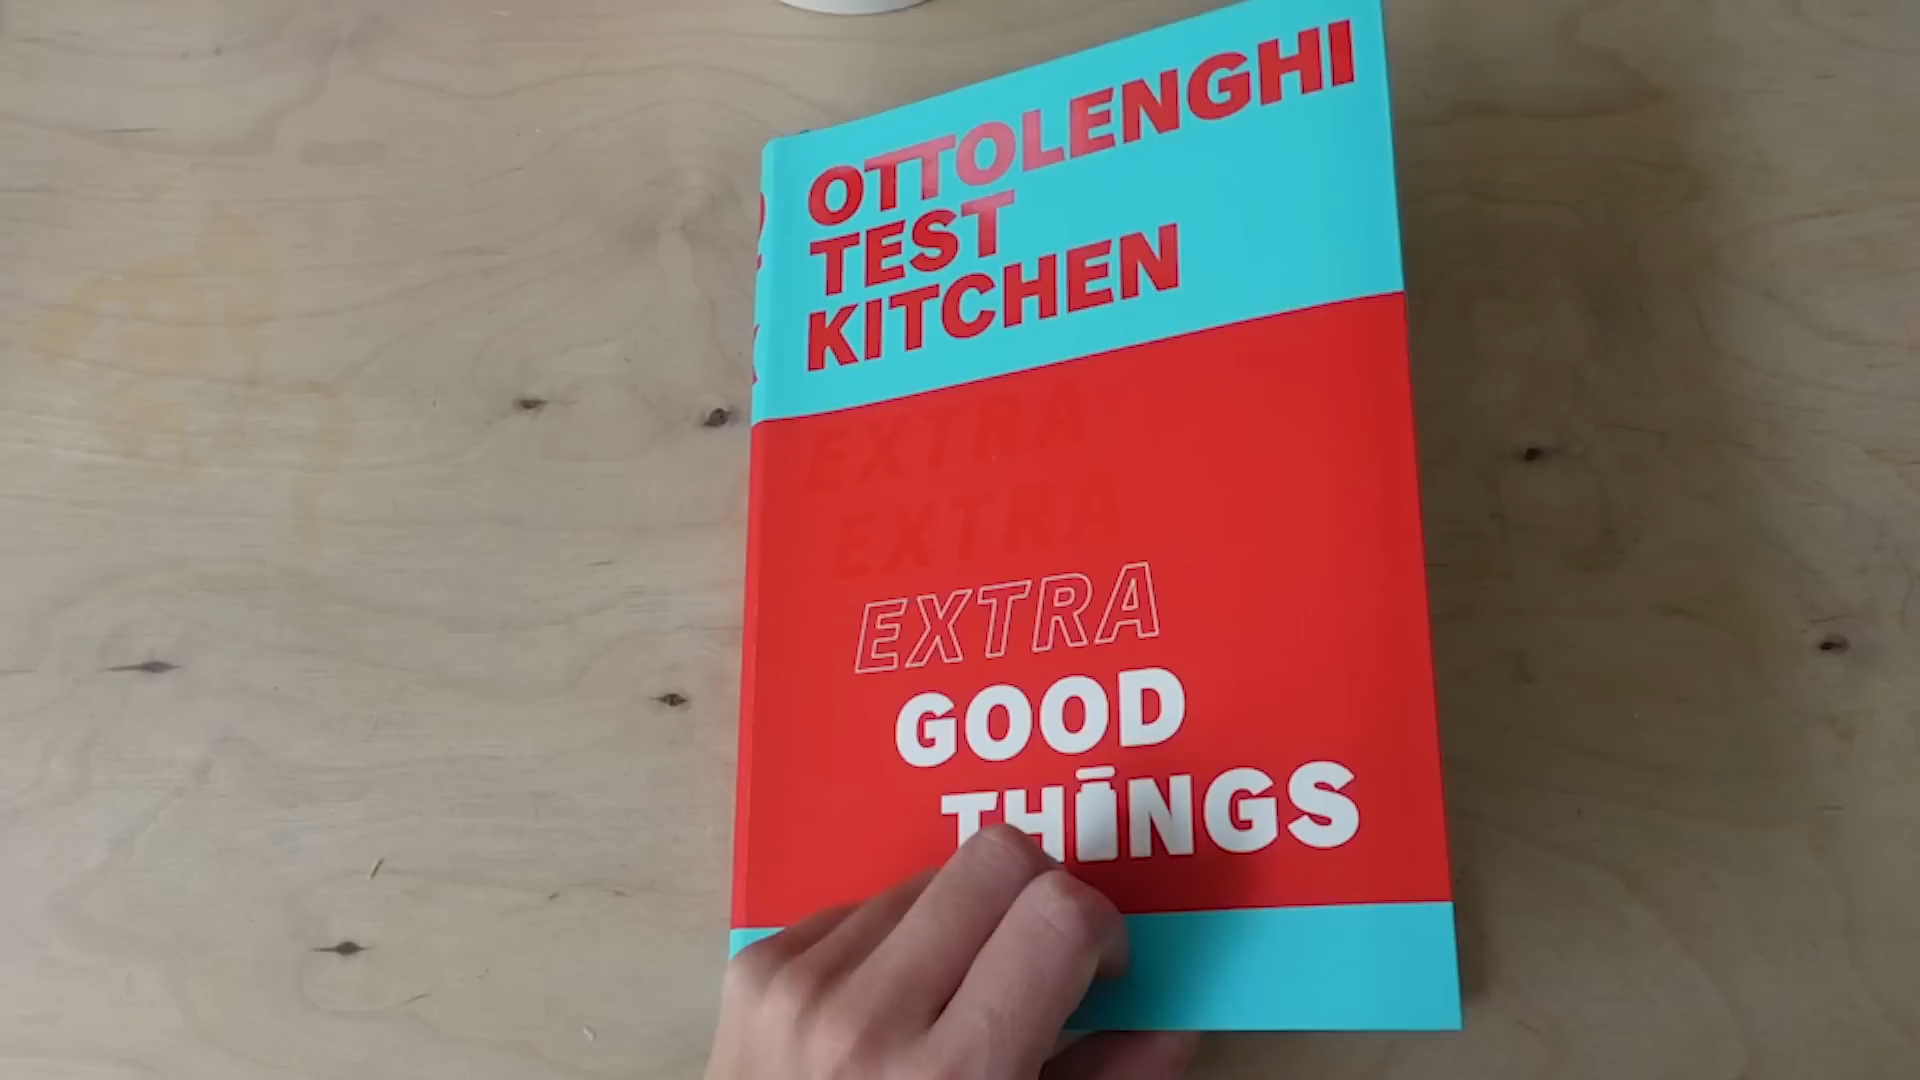 OTTOLENGHI
TEST
KITCHEN
EXTRA
EXTRA
EXTRA
GOOD
THINGS